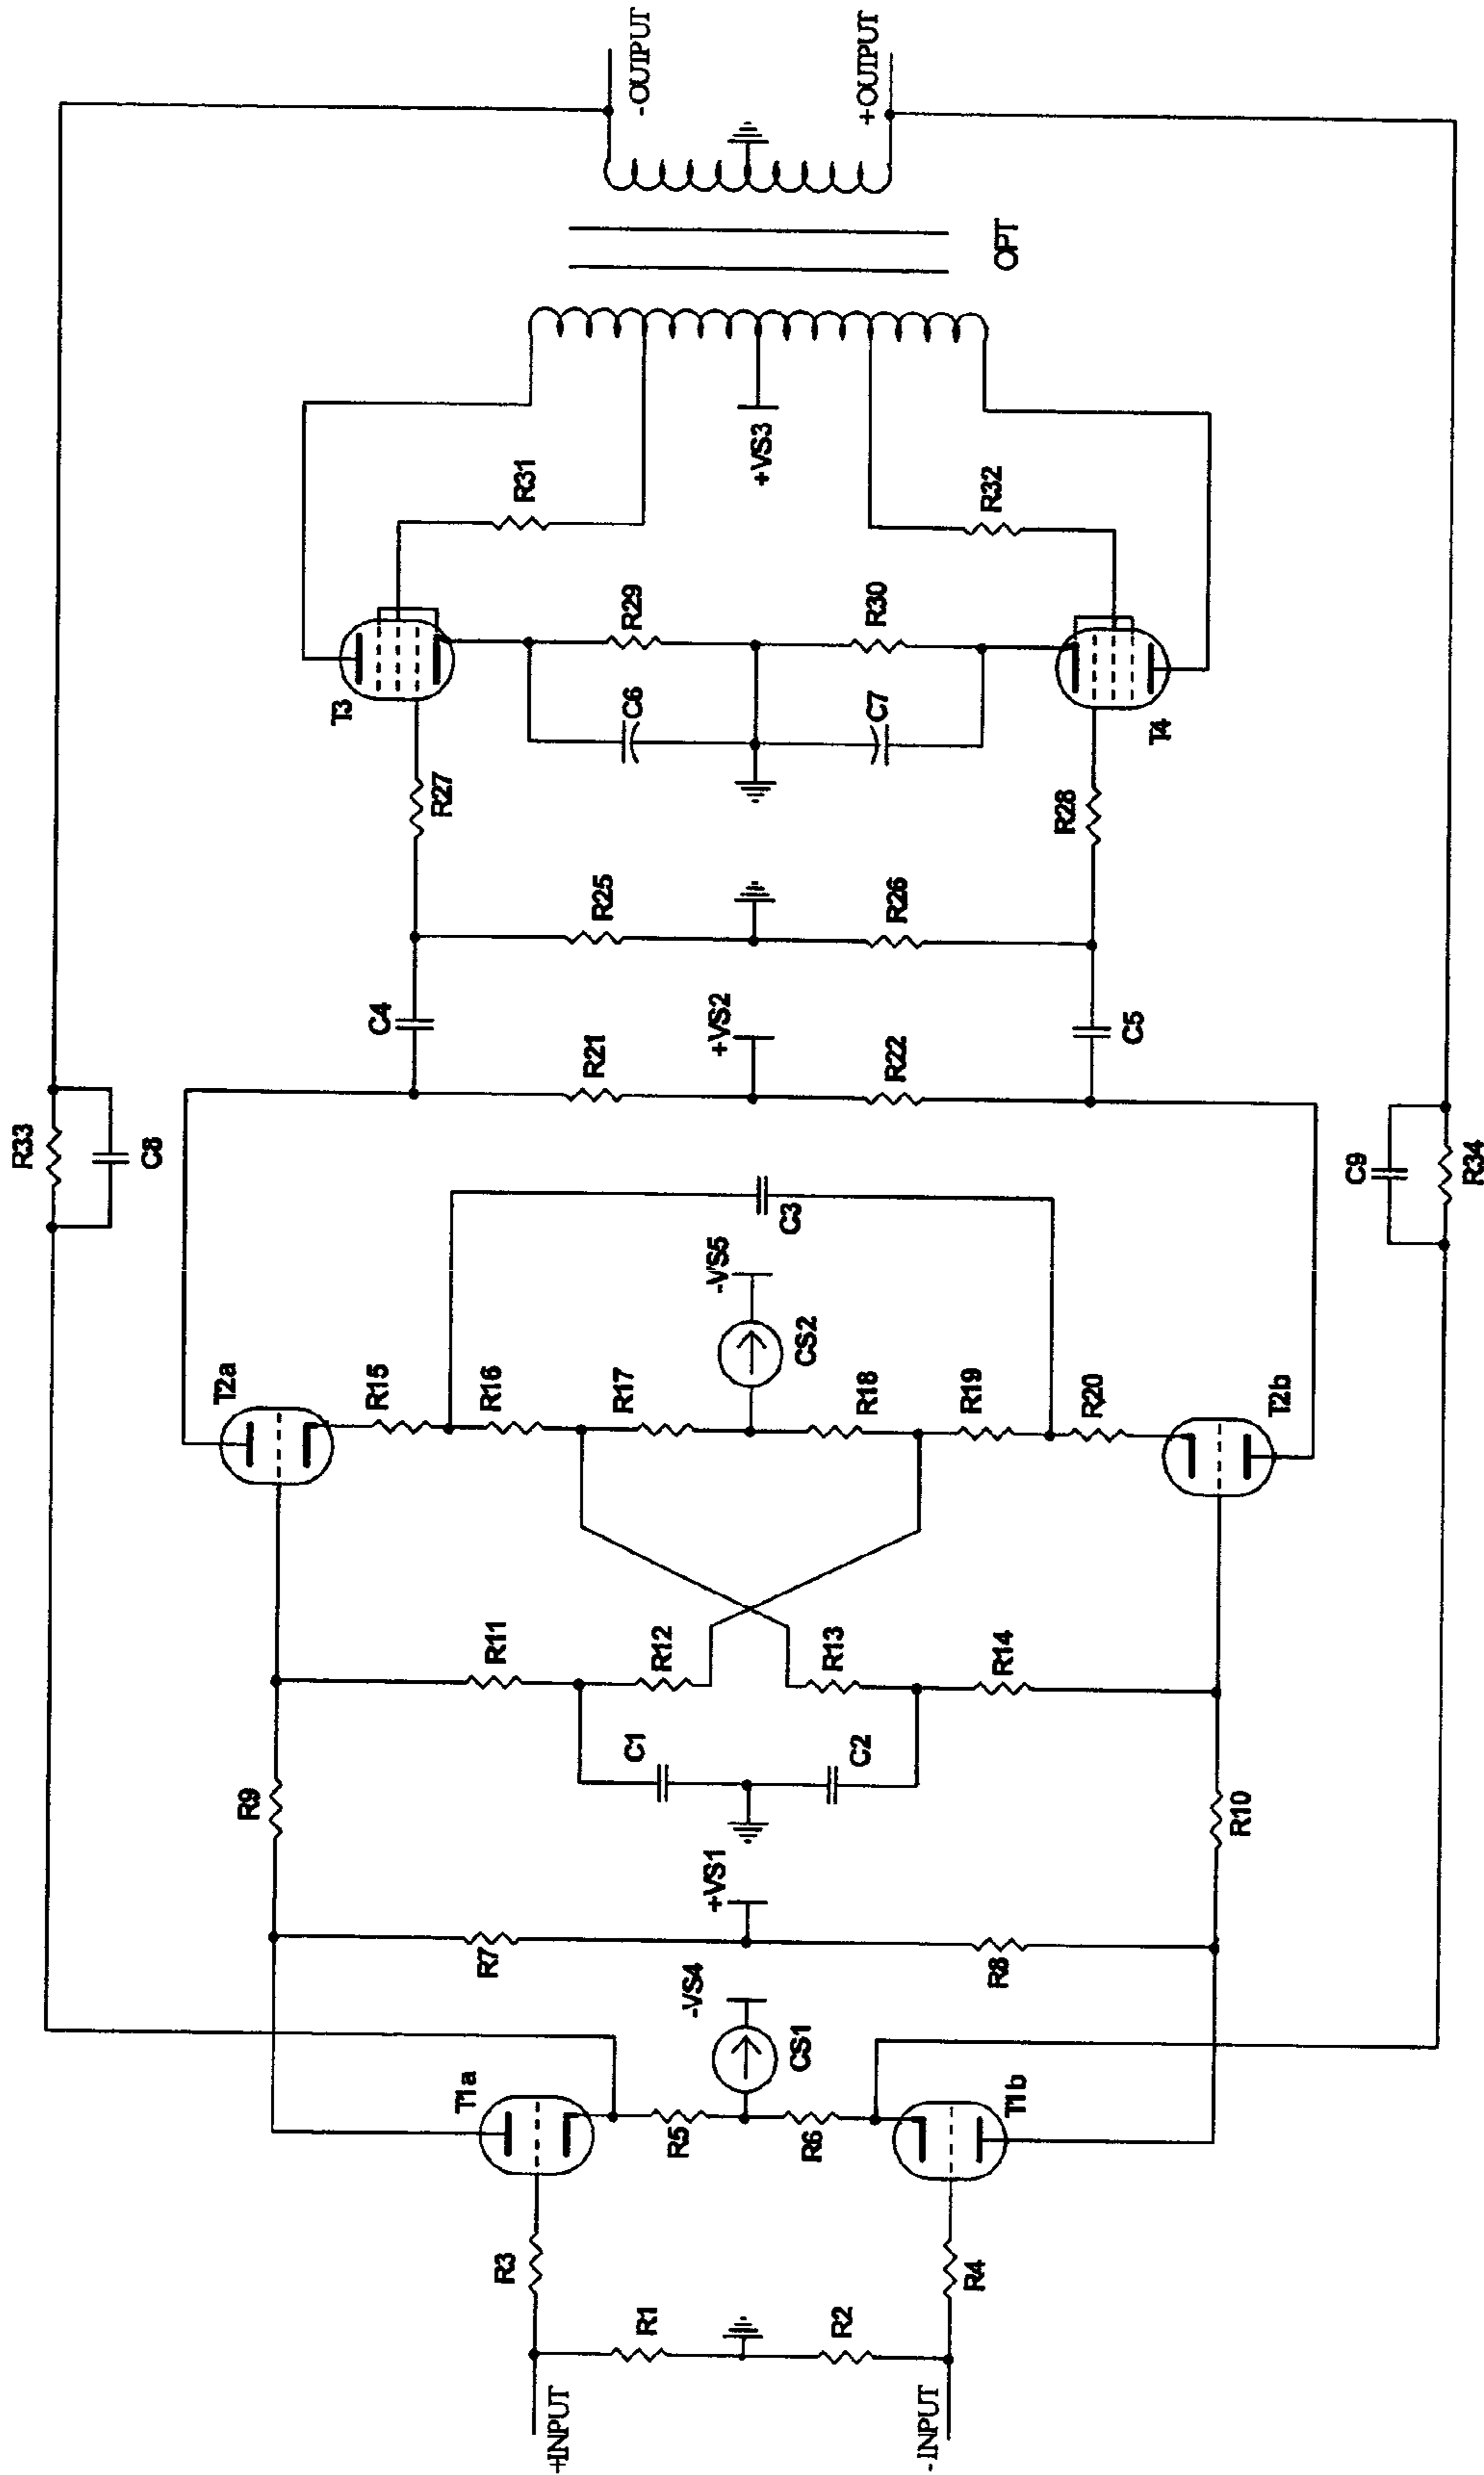 +INPUT
-INPUT
R1
R2
R3
R4
T1a
T1b
R5
R6
CS1
-VS4
R7
R8
+VS1
R9
R10
C1
C2
R11
R12
R13
R14
T2a
T2b
R15
R16
R17
R18
R19
R20
CS2
-VS5
C3
R33
C8
C9
R34
R21
R22
+VS2
C4
C5
R25
R26
R27
R28
T3
T4
C6
C7
R29
R30
R31
R32
+VS3
OPT
-OUTPUT
+OUTPUT